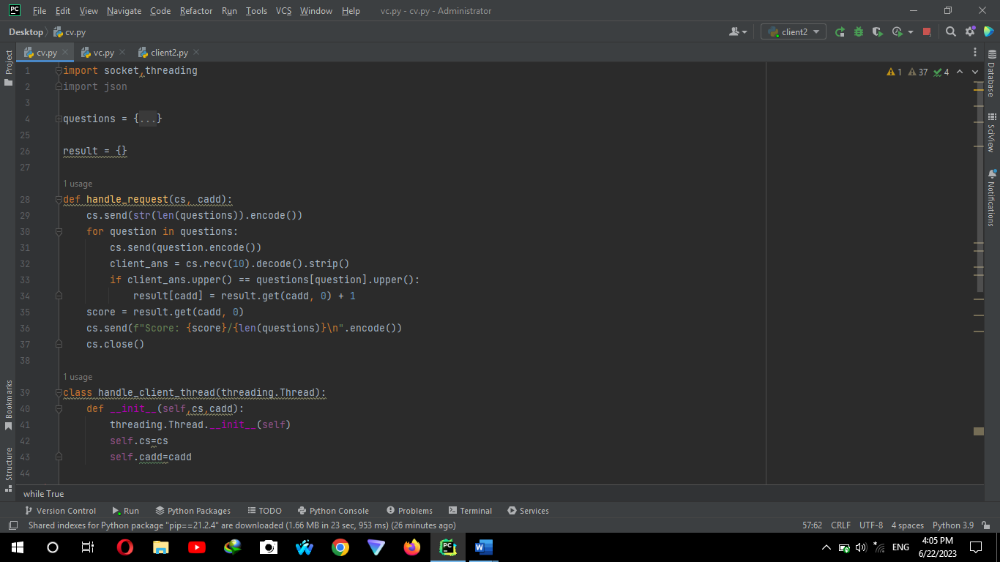 File Edit View Navigate Code Refactor Run Tools VCS Window Help vc.py - cv.py - Administrator
Desktop cv.py client2
cv.py vc.py client2.py
Project
Bookmarks
Structure
1 import socket,threading
2 import json
3
4 questions = {...}
25
26 result = {}
27
1 usage
28 def handle_request(cs, cadd):
29 cs.send(str(len(questions)).encode())
30 for question in questions:
31 cs.send(question.encode())
32 client_ans = cs.recv(10).decode().strip()
33 if client_ans.upper() == questions[question].upper():
34 result[cadd] = result.get(cadd, 0) + 1
35 score = result.get(cadd, 0)
36 cs.send(f"Score: {score}/{len(questions)}\n".encode())
37 cs.close()
38
1 usage
39 class handle_client_thread(threading.Thread):
40 def __init__(self,cs,cadd):
41 threading.Thread.__init__(self)
42 self.cs=cs
43 self.cadd=cadd
44
1 37 4
Database
SciView
Notifications
while True
Version Control Run Python Packages TODO Python Console Problems Terminal Services
Shared indexes for Python package "pip==21.2.4" are downloaded (1.66 MB in 23 sec, 953 ms) (26 minutes ago) 57:62 CRLF UTF-8 4 spaces Python 3.9
ENG
4:05 PM
6/22/2023